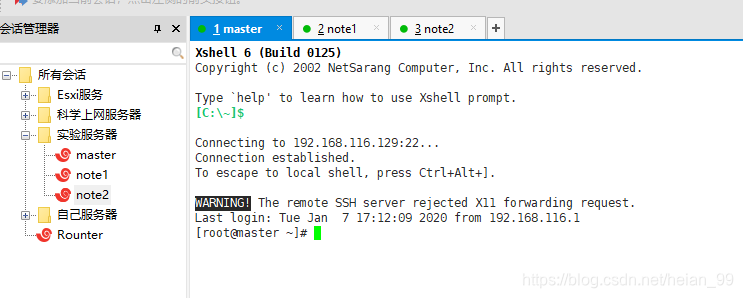 会话管理器
所有会话
Esxi服务
科学上网服务器
实验服务器
master
note1
note2
自己服务器
Rounter
1 master
2 note1
3 note2
Xshell 6 (Build 0125)
Copyright (c) 2002 NetSarang Computer, Inc. All rights reserved.
Type `help' to learn how to use Xshell prompt.
[C:\~]$
Connecting to 192.168.116.129:22...
Connection established.
To escape to local shell, press Ctrl+Alt+].
WARNING! The remote SSH server rejected X11 forwarding request.
Last login: Tue Jan  7 17:12:09 2020 from 192.168.116.1
[root@master ~]#
https://blog.csdn.net/heian_99